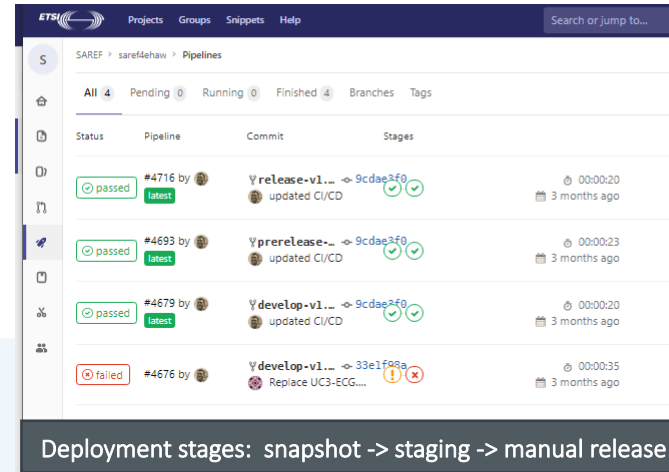 ETSI Projects Groups Snippets Help Search or jump to...
S SAREF > saref4ehaw > Pipelines
All 4 Pending 0 Running 0 Finished 4 Branches Tags
Status Pipeline Commit Stages
passed #4716 by release-v1.... 9cdae3f0 00:00:20
latest updated CI/CD 3 months ago
passed #4693 by prerelease-... 9cdae3f0 00:00:23
latest updated CI/CD 3 months ago
passed #4679 by develop-v1.... 9cdae3f0 00:00:20
latest updated CI/CD 3 months ago
failed #4676 by develop-v1.... 33e1f98a 00:00:35
Replace UC3-ECG.... 3 months ago
Deployment stages: snapshot -> staging -> manual release